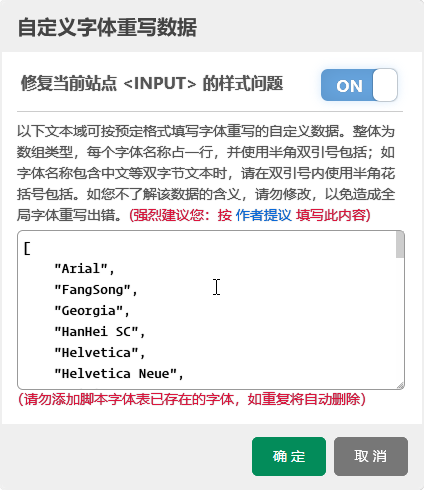 自定义字体重写数据
修复当前站点 <INPUT> 的样式问题
ON
以下文本域可按预定格式填写字体重写的自定义数据。整体为
数组类型，每个字体名称占一行，并使用半角双引号包括；如
字体名称包含中文等双字节文本时，请在双引号内使用半角花
括号包括。如您不了解该数据的含义，请勿修改，以免造成全
局字体重写出错。(强烈建议您：按 作者提议 填写此内容)
[
"Arial",
"FangSong",
"Georgia",
"HanHei SC",
"Helvetica",
"Helvetica Neue",
（请勿添加脚本字体表已存在的字体，如重复将自动删除）
确 定
取 消